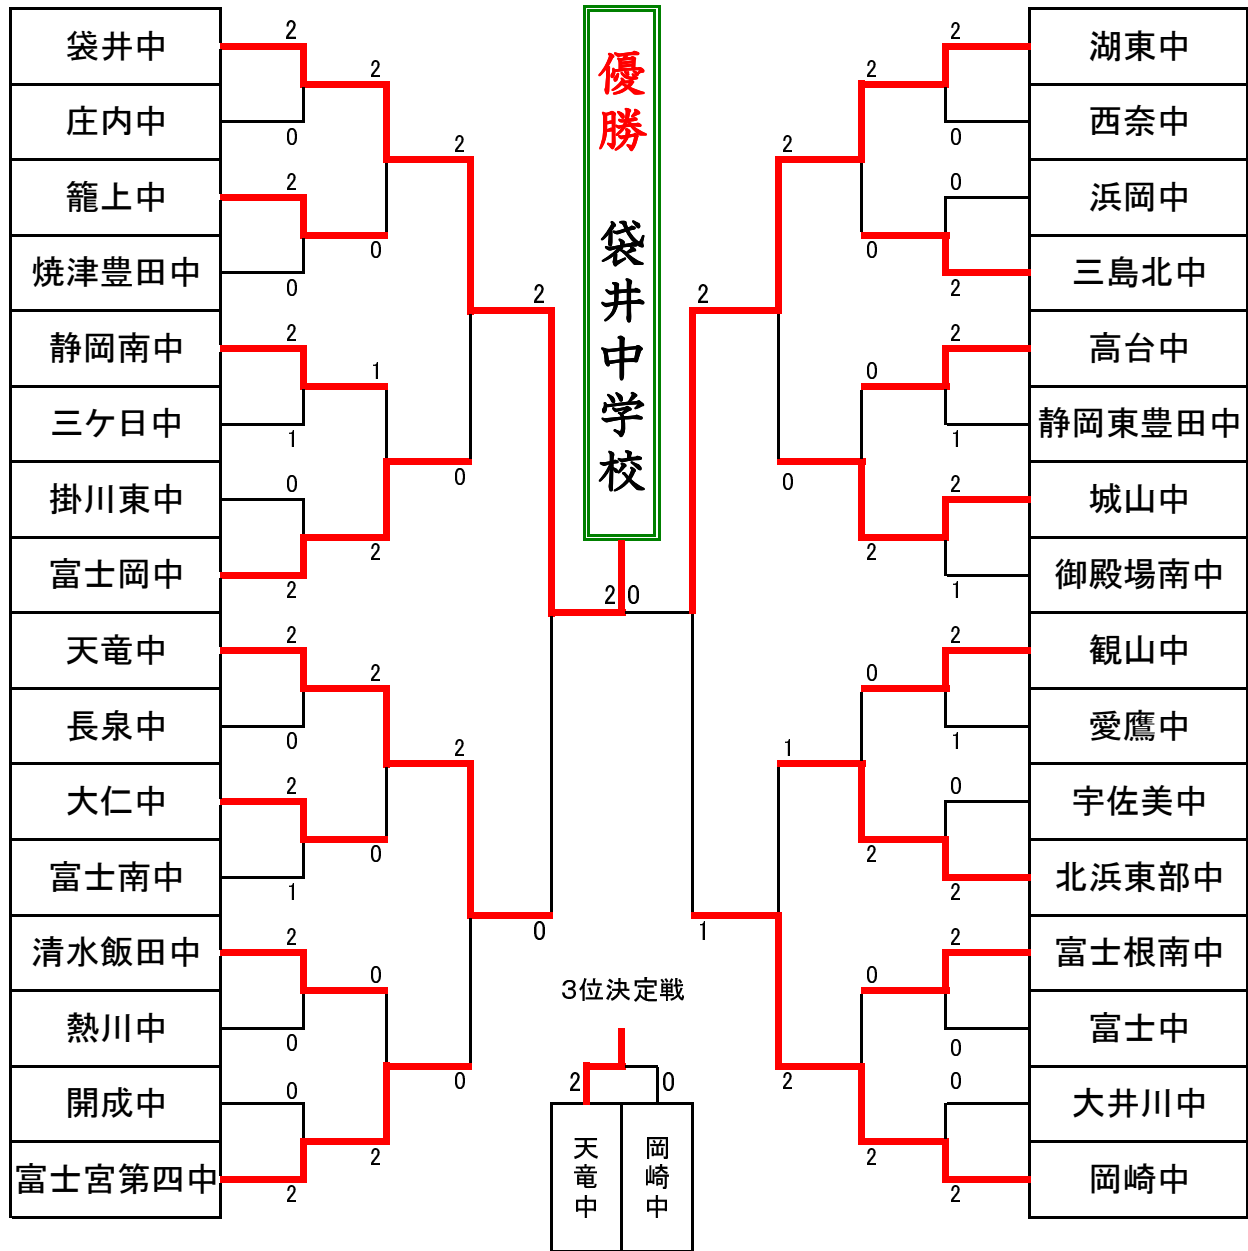 袋井中
庄内中
籠上中
焼津豊田中
静岡南中
三ケ日中
掛川東中
富士岡中
天竜中
長泉中
大仁中
富士南中
清水飯田中
熱川中
開成中
富士宮第四中
2
0
2
0
2
1
0
2
2
0
2
1
2
0
0
2
2
0
1
2
2
0
0
2
2
0
2
0
2
0
優勝 袋井中学校
2 0
3位決定戦
2 0
天竜中
岡崎中
2
1
2
0
1
2
2
0
0
2
0
2
0
2
2
0
0
2
2
1
2
1
2
1
0
2
2
0
0
2
湖東中
西奈中
浜岡中
三島北中
高台中
静岡東豊田中
城山中
御殿場南中
観山中
愛鷹中
宇佐美中
北浜東部中
富士根南中
富士中
大井川中
岡崎中